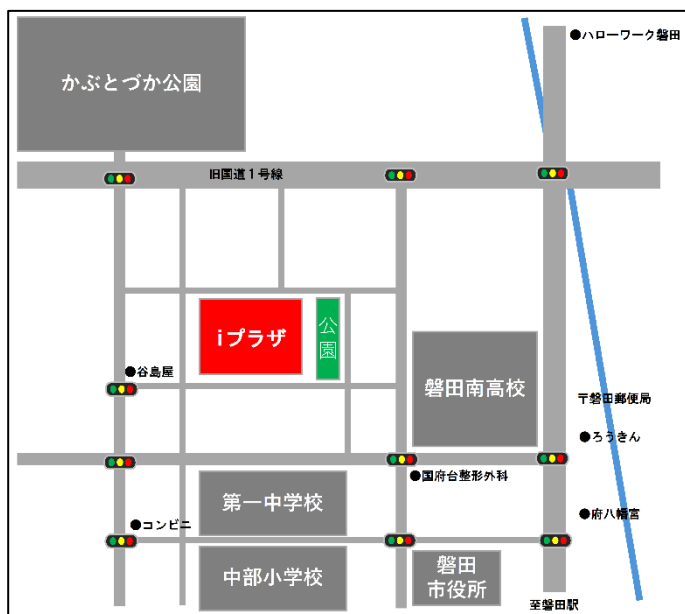 ●ハローワーク磐田
かぶとづか公園
旧国道1号線
iプラザ
公
園
●谷島屋
磐田南高校
〒磐田郵便局
●ろうきん
●国府台整形外科
第一中学校
●府八幡宮
●コンビニ
中部小学校
磐田
市役所
至磐田駅